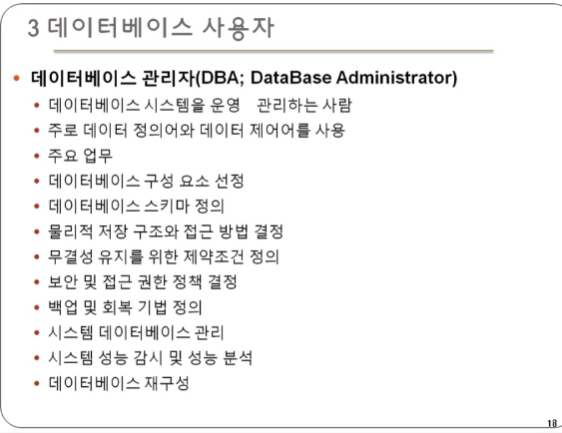 3 데이터베이스 사용자
• 데이터베이스 관리자(DBA; DataBase Administrator)
• 데이터베이스 시스템을 운영 관리하는 사람
• 주로 데이터 정의어와 데이터 제어어를 사용
• 주요 업무
• 데이터베이스 구성 요소 선정
• 데이터베이스 스키마 정의
• 물리적 저장 구조와 접근 방법 결정
• 무결성 유지를 위한 제약조건 정의
• 보안 및 접근 권한 정책 결정
• 백업 및 회복 기법 정의
• 시스템 데이터베이스 관리
• 시스템 성능 감시 및 성능 분석
• 데이터베이스 재구성
18